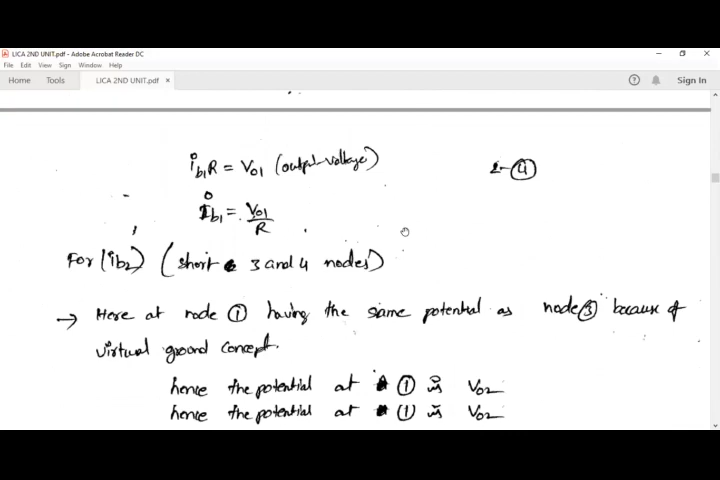 LICA 2ND UNIT.pdf - Adobe Acrobat Reader DC
File Edit View Sign Window Help
Home Tools LICA 2ND UNIT.pdf × Sign In
i_b1 R = V01 (output voltage) 2-④
I_b1 = V01/R
For (i_b2) (short 3 and 4 nodes)
→ Here at node ① having the same potential as node ③ because of
virtual ground concept.
hence the potential at ① is V02
hence the potential at ① is V02